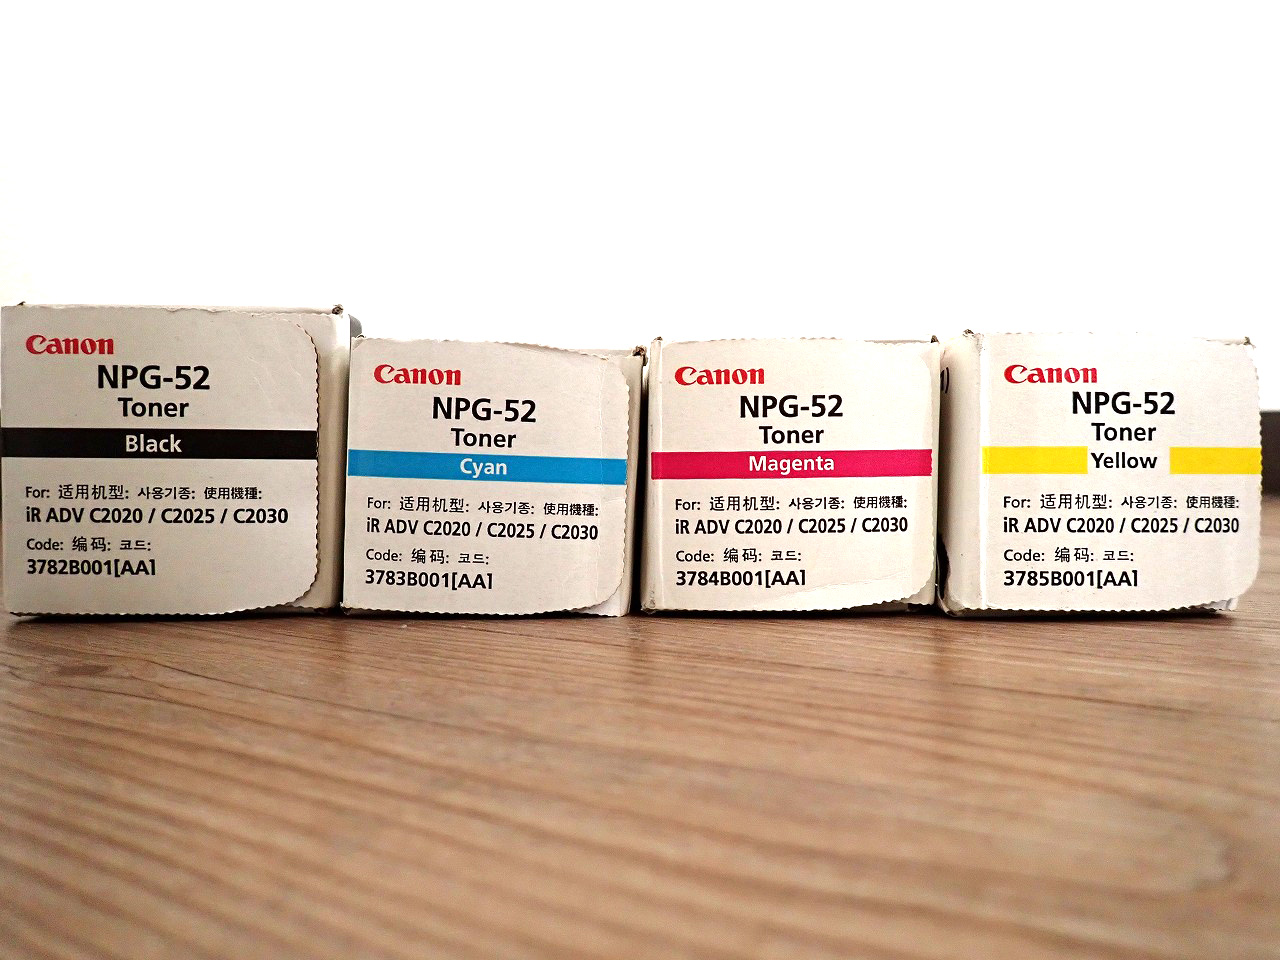 Canon
NPG-52
Toner
Black
For: 适用机型: 사용기종: 使用機種:
iR ADV C2020 / C2025 / C2030
Code: 编码: 코드:
3782B001[AA]
Canon
NPG-52
Toner
Cyan
For: 适用机型: 사용기종: 使用機種:
iR ADV C2020 / C2025 / C2030
Code: 编码: 코드:
3783B001[AA]
Canon
NPG-52
Toner
Magenta
For: 适用机型: 사용기종: 使用機種:
iR ADV C2020 / C2025 / C2030
Code: 编码: 코드:
3784B001[AA]
Canon
NPG-52
Toner
Yellow
For: 适用机型: 사용기종: 使用機種:
iR ADV C2020 / C2025 / C2030
Code: 编码: 코드:
3785B001[AA]